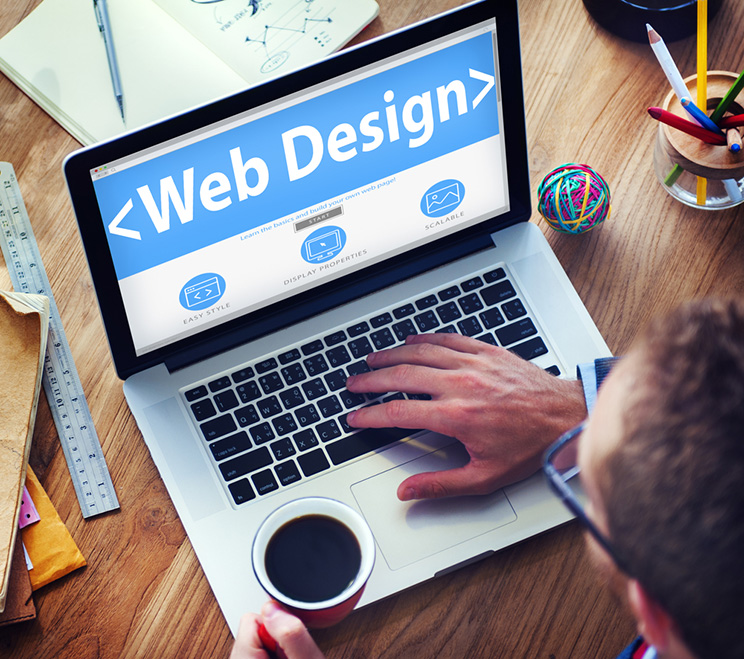 <Web Design>
Learn the basics and build your own web page!
START
EASY STYLE
DISPLAY PROPERTIES
SCALABLE